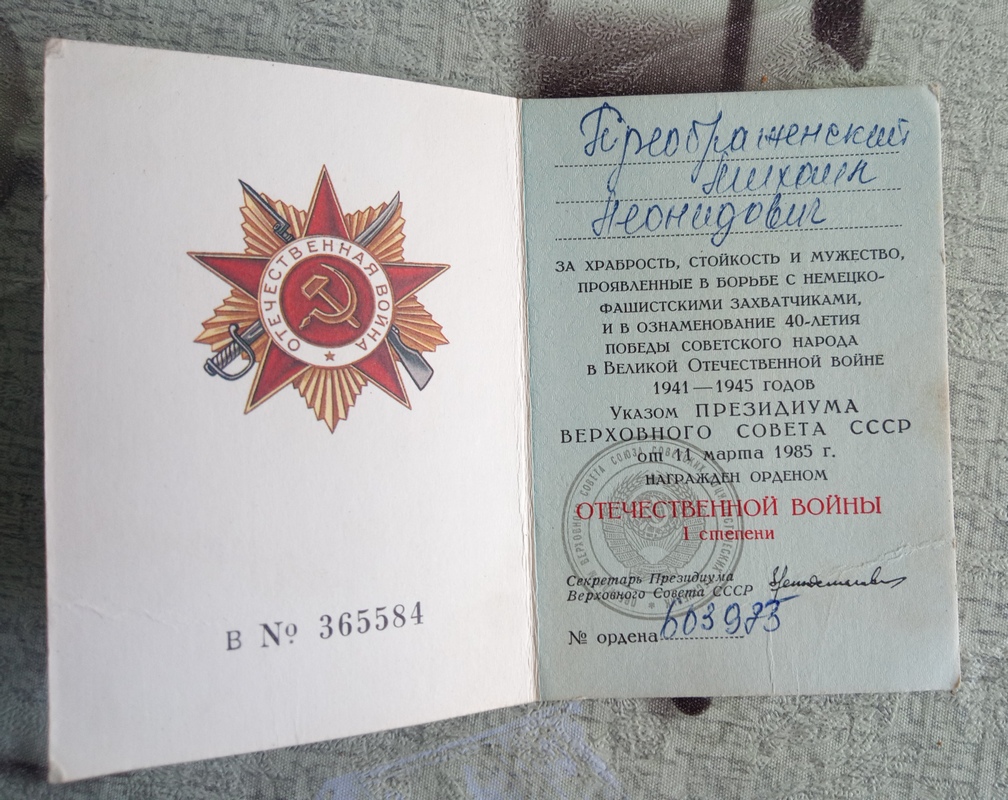 ОТЕЧЕСТВЕННАЯ ВОЙНА
В № 365584
Преображенский
Михаил
Леонидович
ЗА ХРАБРОСТЬ, СТОЙКОСТЬ И МУЖЕСТВО,
ПРОЯВЛЕННЫЕ В БОРЬБЕ С НЕМЕЦКО-
ФАШИСТСКИМИ ЗАХВАТЧИКАМИ,
И В ОЗНАМЕНОВАНИЕ 40-ЛЕТИЯ
ПОБЕДЫ СОВЕТСКОГО НАРОДА
В ВЕЛИКОЙ ОТЕЧЕСТВЕННОЙ ВОЙНЕ
1941—1945 ГОДОВ
Указом ПРЕЗИДИУМА
ВЕРХОВНОГО СОВЕТА СССР
от 11 марта 1985 г.
НАГРАЖДЕН ОРДЕНОМ
ОТЕЧЕСТВЕННОЙ ВОЙНЫ
I степени
Секретарь Президиума
Верховного Совета СССР
№ ордена 603975